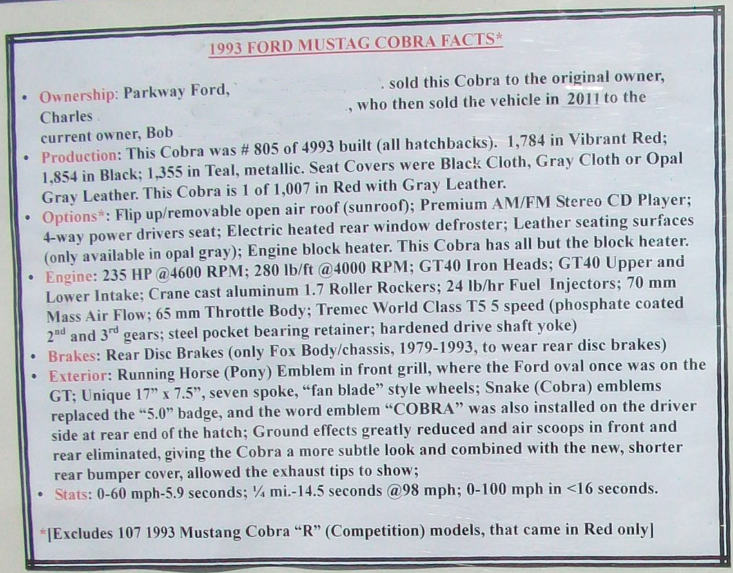 1993 FORD MUSTAG COBRA FACTS*
• Ownership: Parkway Ford, . sold this Cobra to the original owner,
Charles , who then sold the vehicle in 2011 to the
current owner, Bob
• Production: This Cobra was # 805 of 4993 built (all hatchbacks). 1,784 in Vibrant Red;
1,854 in Black; 1,355 in Teal, metallic. Seat Covers were Black Cloth, Gray Cloth or Opal
Gray Leather. This Cobra is 1 of 1,007 in Red with Gray Leather.
• Options*: Flip up/removable open air roof (sunroof); Premium AM/FM Stereo CD Player;
4-way power drivers seat; Electric heated rear window defroster; Leather seating surfaces
(only available in opal gray); Engine block heater. This Cobra has all but the block heater.
• Engine: 235 HP @4600 RPM; 280 lb/ft @4000 RPM; GT40 Iron Heads; GT40 Upper and
Lower Intake; Crane cast aluminum 1.7 Roller Rockers; 24 lb/hr Fuel Injectors; 70 mm
Mass Air Flow; 65 mm Throttle Body; Tremec World Class T5 5 speed (phosphate coated
2nd and 3rd gears; steel pocket bearing retainer; hardened drive shaft yoke)
• Brakes: Rear Disc Brakes (only Fox Body/chassis, 1979-1993, to wear rear disc brakes)
• Exterior: Running Horse (Pony) Emblem in front grill, where the Ford oval once was on the
GT; Unique 17” x 7.5”, seven spoke, “fan blade” style wheels; Snake (Cobra) emblems
replaced the “5.0” badge, and the word emblem “COBRA” was also installed on the driver
side at rear end of the hatch; Ground effects greatly reduced and air scoops in front and
rear eliminated, giving the Cobra a more subtle look and combined with the new, shorter
rear bumper cover, allowed the exhaust tips to show;
• Stats: 0-60 mph-5.9 seconds; ¼ mi.-14.5 seconds @98 mph; 0-100 mph in <16 seconds.
*[Excludes 107 1993 Mustang Cobra “R” (Competition) models, that came in Red only]